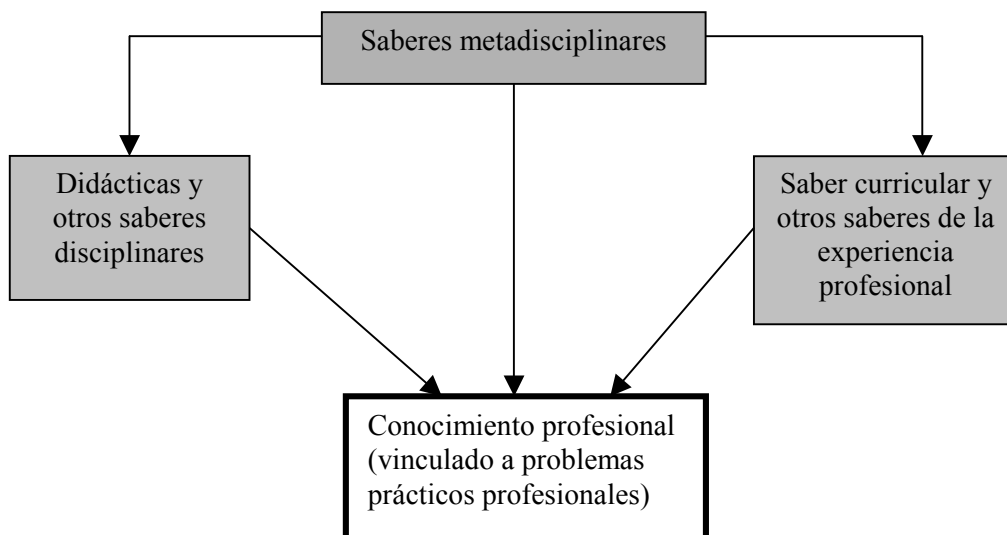 Saberes metadisciplinares
Didácticas y
otros saberes
disciplinares
Saber curricular y
otros saberes de la
experiencia
profesional
Conocimiento profesional
(vinculado a problemas
prácticos profesionales)